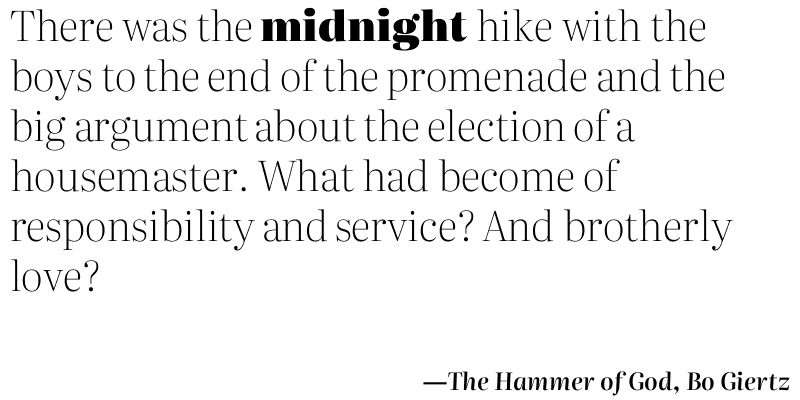 There was the midnight hike with the
boys to the end of the promenade and the
big argument about the election of a
housemaster. What had become of
responsibility and service? And brotherly
love?
—The Hammer of God, Bo Giertz